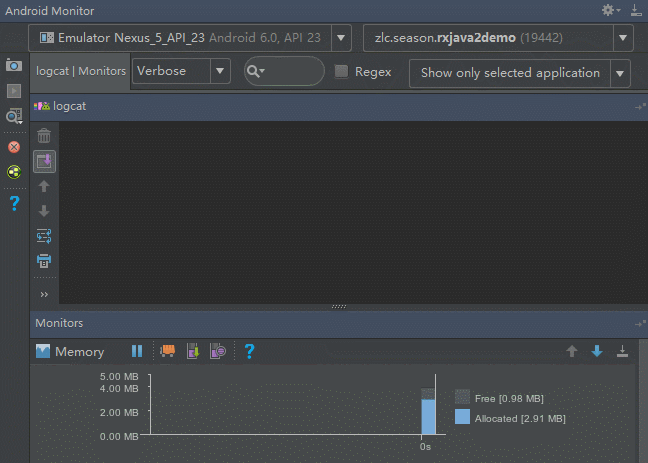 Android Monitor
Emulator Nexus_5_API_23 Android 6.0, API 23
zlc.season.rxjava2demo (19442)
logcat | Monitors
Verbose
Regex
Show only selected application
logcat
Monitors
Memory
5.00 MB
4.00 MB
2.00 MB
0.00 MB
0s
Free [0.98 MB]
Allocated [2.91 MB]